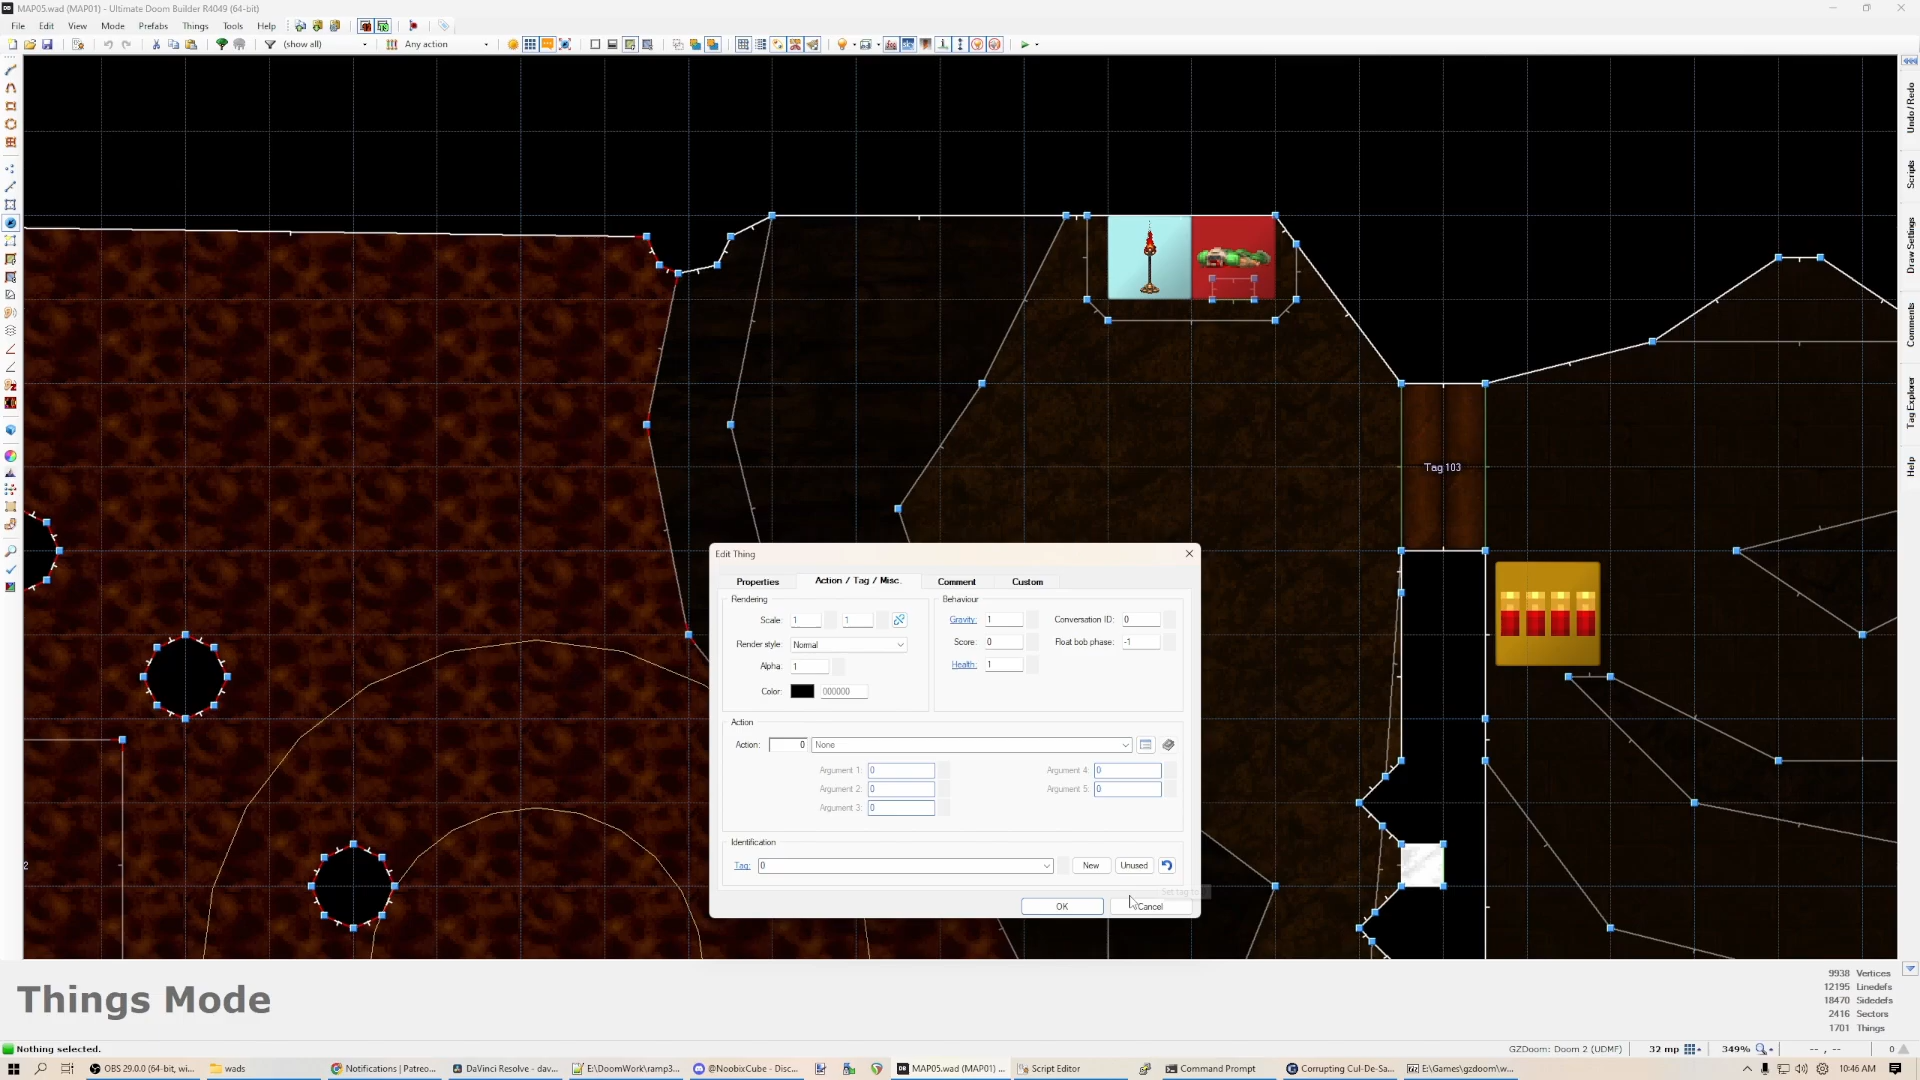 MAP05.wad (MAP01) - Ultimate Doom Builder R4049 (64-bit)
File Edit View Mode Prefabs Things Tools Help
(show all) Any action
Undo / Redo
Scripts
Draw Settings
Comments
Tag Explorer
Help
Tag 103
2
Edit Thing
Properties Action / Tag / Misc. Comment Custom
Rendering
Scale: 1 1
Render style: Normal
Alpha: 1
Color: 000000
Behaviour
Gravity: 1 Conversation ID: 0
Score: 0 Float bob phase: -1
Health: 1
Action
Action: 0 None
Argument 1: 0 Argument 4: 0
Argument 2: 0 Argument 5: 0
Argument 3: 0
Identification
Tag: 0 New Unused
OK Cancel
Things Mode
9938 Vertices
12195 Linedefs
18470 Sidedefs
2416 Sectors
1701 Things
Nothing selected.
GZDoom: Doom 2 (UDMF) 32 mp 349% -- , -- 0
OBS 29.0.0 (64-bit, wi... wads Notifications | Patreo... DaVinci Resolve - dav... E:\DoomWork\ramp3... @NoobixCube - Disc... MAP05.wad (MAP01) ... Script Editor Command Prompt Corrupting Cul-De-Sa... E:\Games\gzdoom\w... 10:46 AM